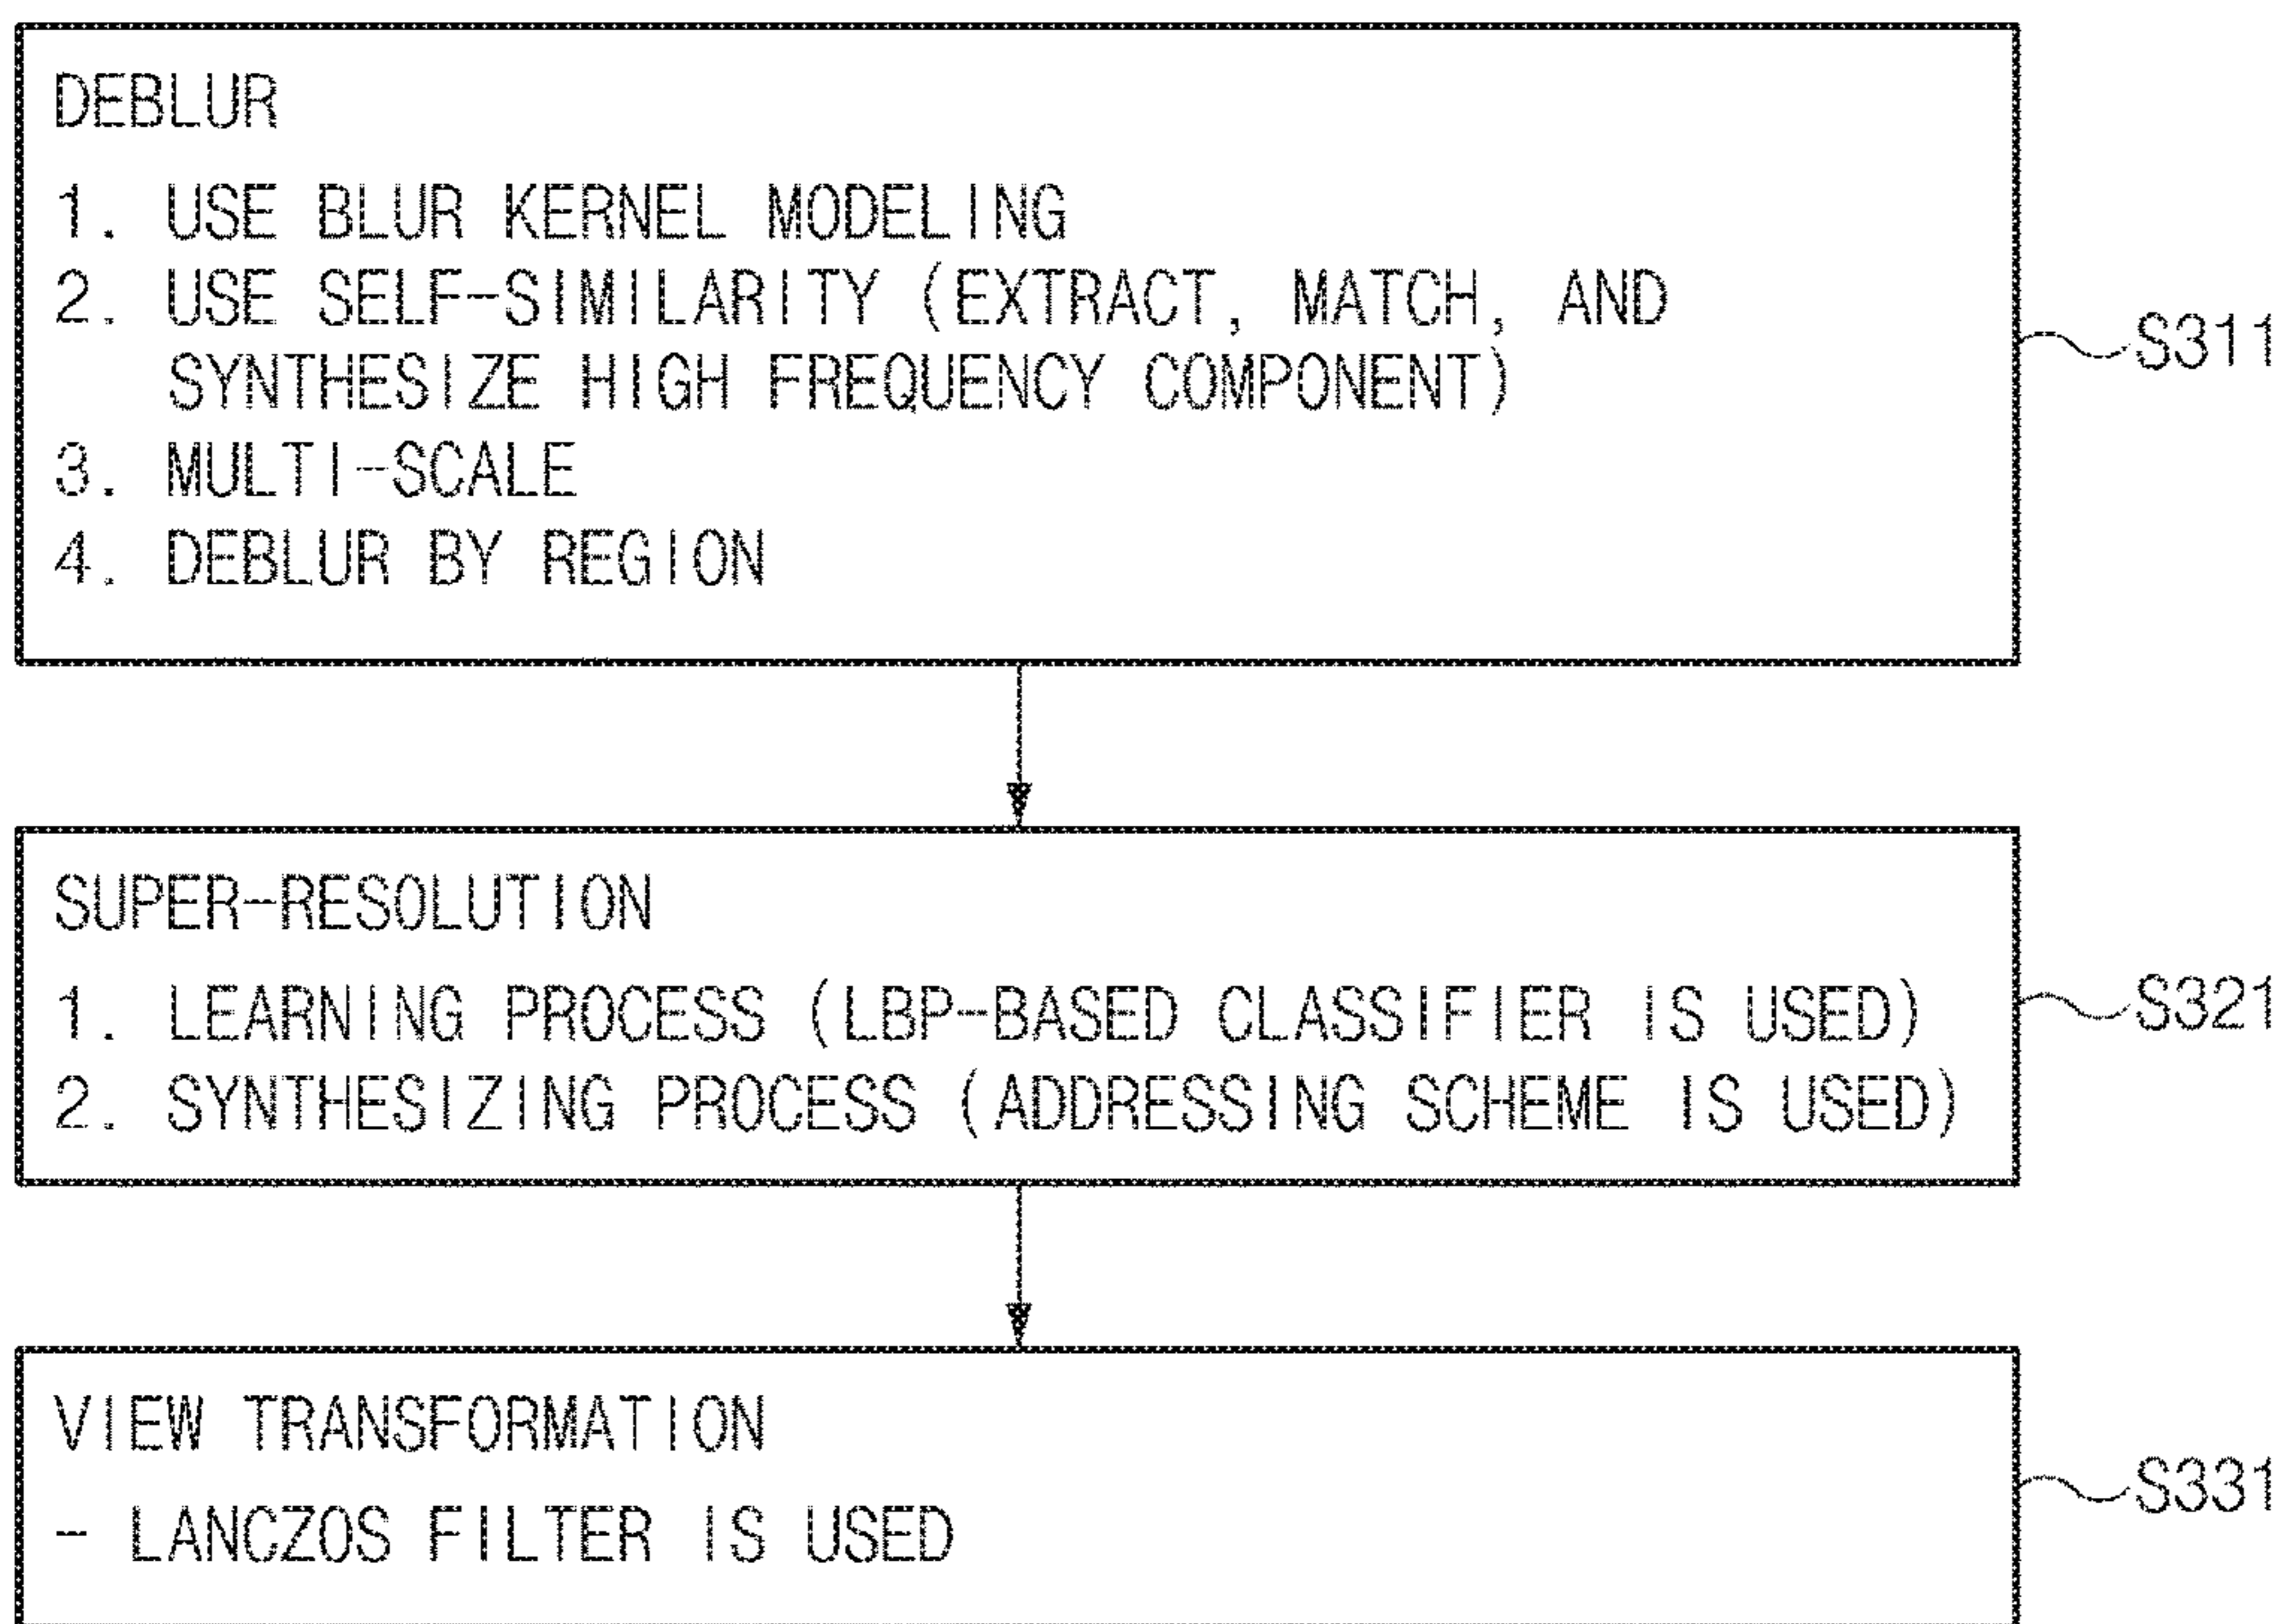 DEBLUR
1. USE BLUR KERNEL MODELING
2. USE SELF-SIMILARITY (EXTRACT, MATCH, AND
SYNTHESIZE HIGH FREQUENCY COMPONENT)
3. MULTI-SCALE
4. DEBLUR BY REGION
S311
SUPER-RESOLUTION
1. LEARNING PROCESS (LBP-BASED CLASSIFIER IS USED)
2. SYNTHESIZING PROCESS (ADDRESSING SCHEME IS USED)
S321
VIEW TRANSFORMATION
- LANCZOS FILTER IS USED
S331